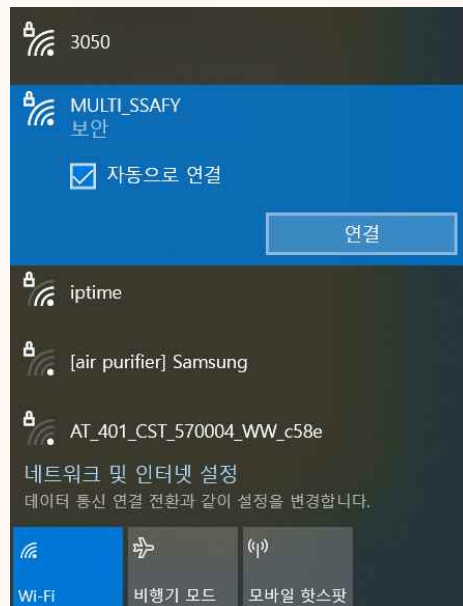 3050
MULTI_SSAFY
보안
자동으로 연결
연결
iptime
[air purifier] Samsung
AT_401_CST_570004_WW_c58e
네트워크 및 인터넷 설정
데이터 통신 연결 전환과 같이 설정을 변경합니다.
Wi-Fi
비행기 모드
모바일 핫스팟